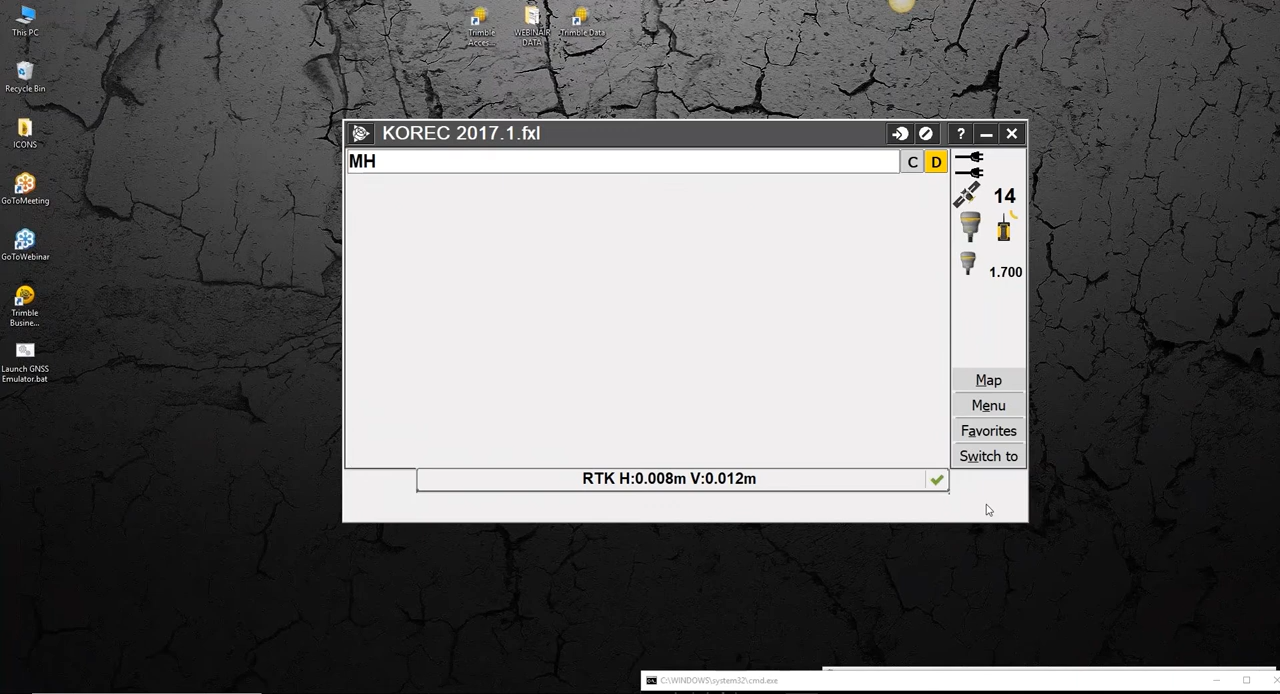 This PC
Recycle Bin
ICONS
GoToMeeting
GoToWebinar
Trimble
Busine...
Launch GNSS
Emulator.bat
Trimble
Acces...
WEBINAIR
DATA
Trimble Data
KOREC 2017.1.fxl
?
MH
C D
14
1.700
Map
Menu
Favorites
Switch to
RTK H:0.008m V:0.012m
C:\WINDOWS\system32\cmd.exe